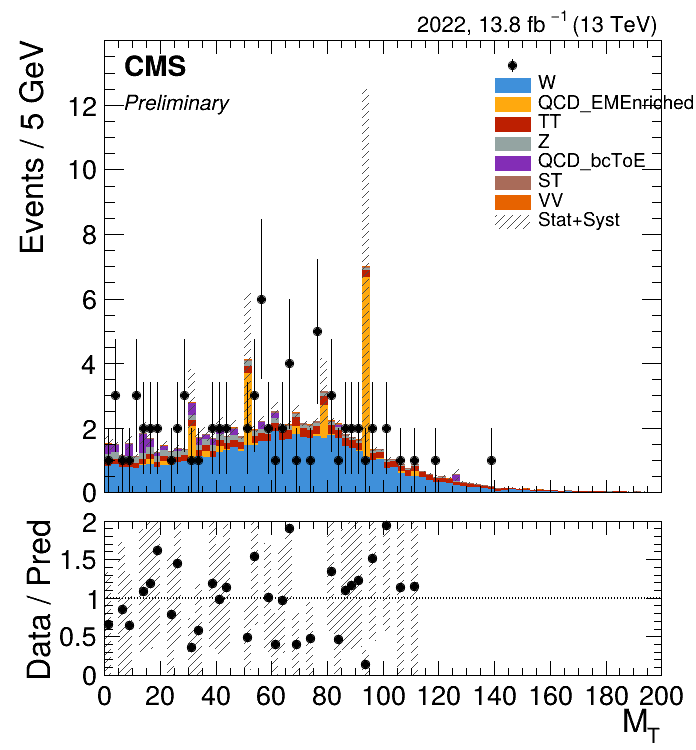 2022, 13.8 fb⁻¹ (13 TeV)
CMS
Preliminary
W
QCD_EMEnriched
TT
Z
QCD_bcToE
ST
VV
Stat+Syst
Events / 5 GeV
12
10
8
6
4
2
0
Data / Pred
2
1.5
1
0.5
0
0 20 40 60 80 100 120 140 160 180 200
M_T